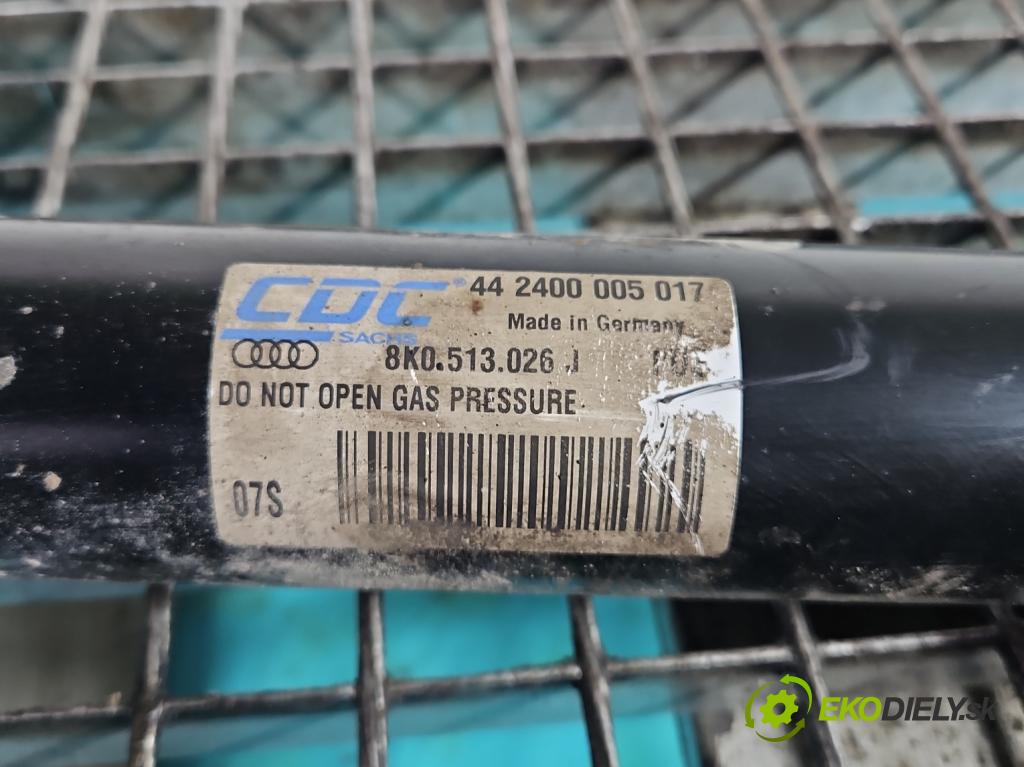 CDC® 44 2400 005 017
SACHS Made in Germany
8K0.513.026 J
DO NOT OPEN GAS PRESSURE
07S
EKODIELY.sk